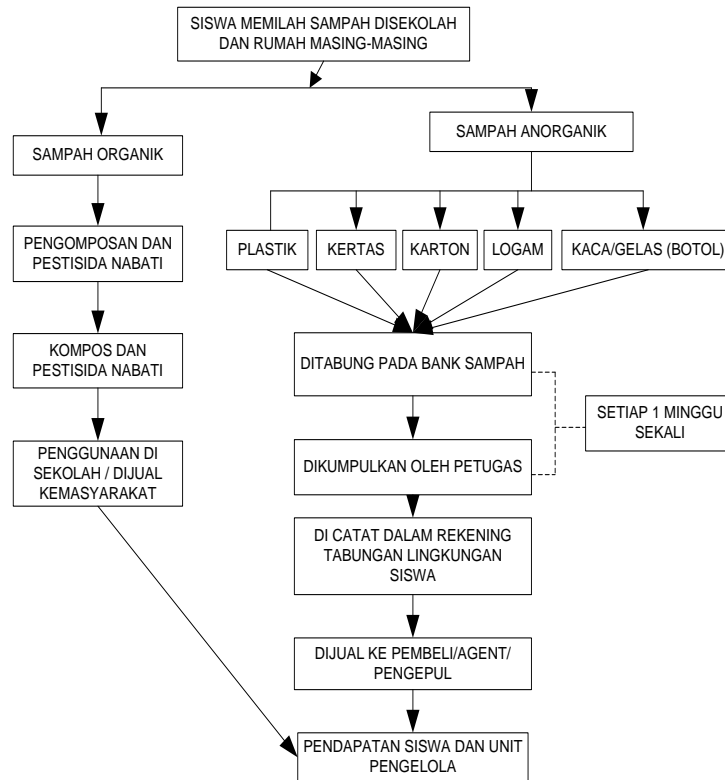 SISWA MEMILAH SAMPAH DISEKOLAH
DAN RUMAH MASING-MASING
SAMPAH ORGANIK
SAMPAH ANORGANIK
PENGOMPOSAN DAN
PESTISIDA NABATI
PLASTIK
KERTAS
KARTON
LOGAM
KACA/GELAS (BOTOL)
KOMPOS DAN
PESTISIDA NABATI
DITABUNG PADA BANK SAMPAH
SETIAP 1 MINGGU
SEKALI
PENGGUNAAN DI
SEKOLAH / DIJUAL
KEMASYARAKAT
DIKUMPULKAN OLEH PETUGAS
DI CATAT DALAM REKENING
TABUNGAN LINGKUNGAN
SISWA
DIJUAL KE PEMBELI/AGENT/
PENGEPUL
PENDAPATAN SISWA DAN UNIT
PENGELOLA